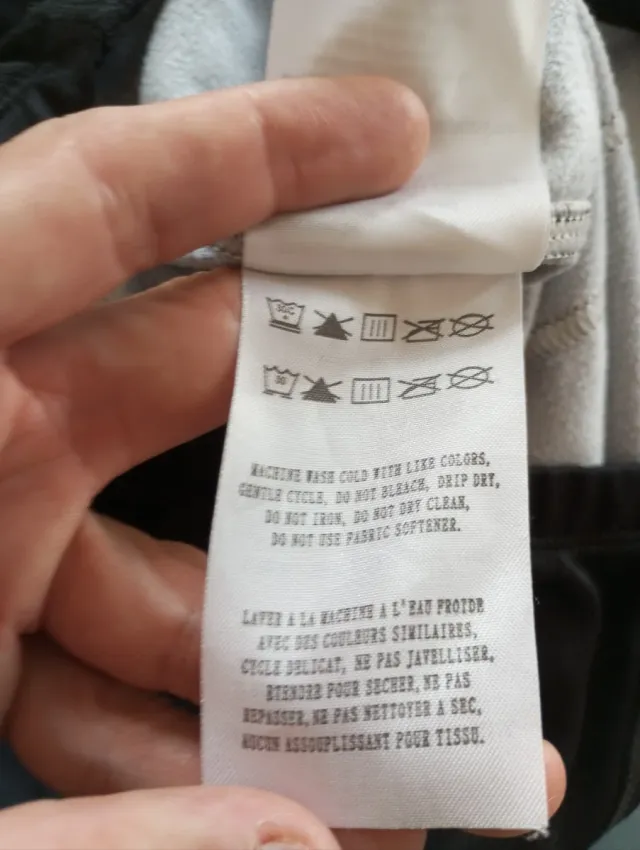 30°C
30
MACHINE WASH COLD WITH LIKE COLORS,
GENTLE CYCLE, DO NOT BLEACH, DRIP DRY,
DO NOT IRON, DO NOT DRY CLEAN,
DO NOT USE FABRIC SOFTENER.
LAVER A LA MACHINE A L'EAU FROIDE
AVEC DES COULEURS SIMILAIRES,
CYCLE DELICAT, NE PAS JAVELLISER,
ETENDRE POUR SECHER, NE PAS
REPASSER, NE PAS NETTOYER A SEC,
AUCUN ASSOUPLISSANT POUR TISSU.